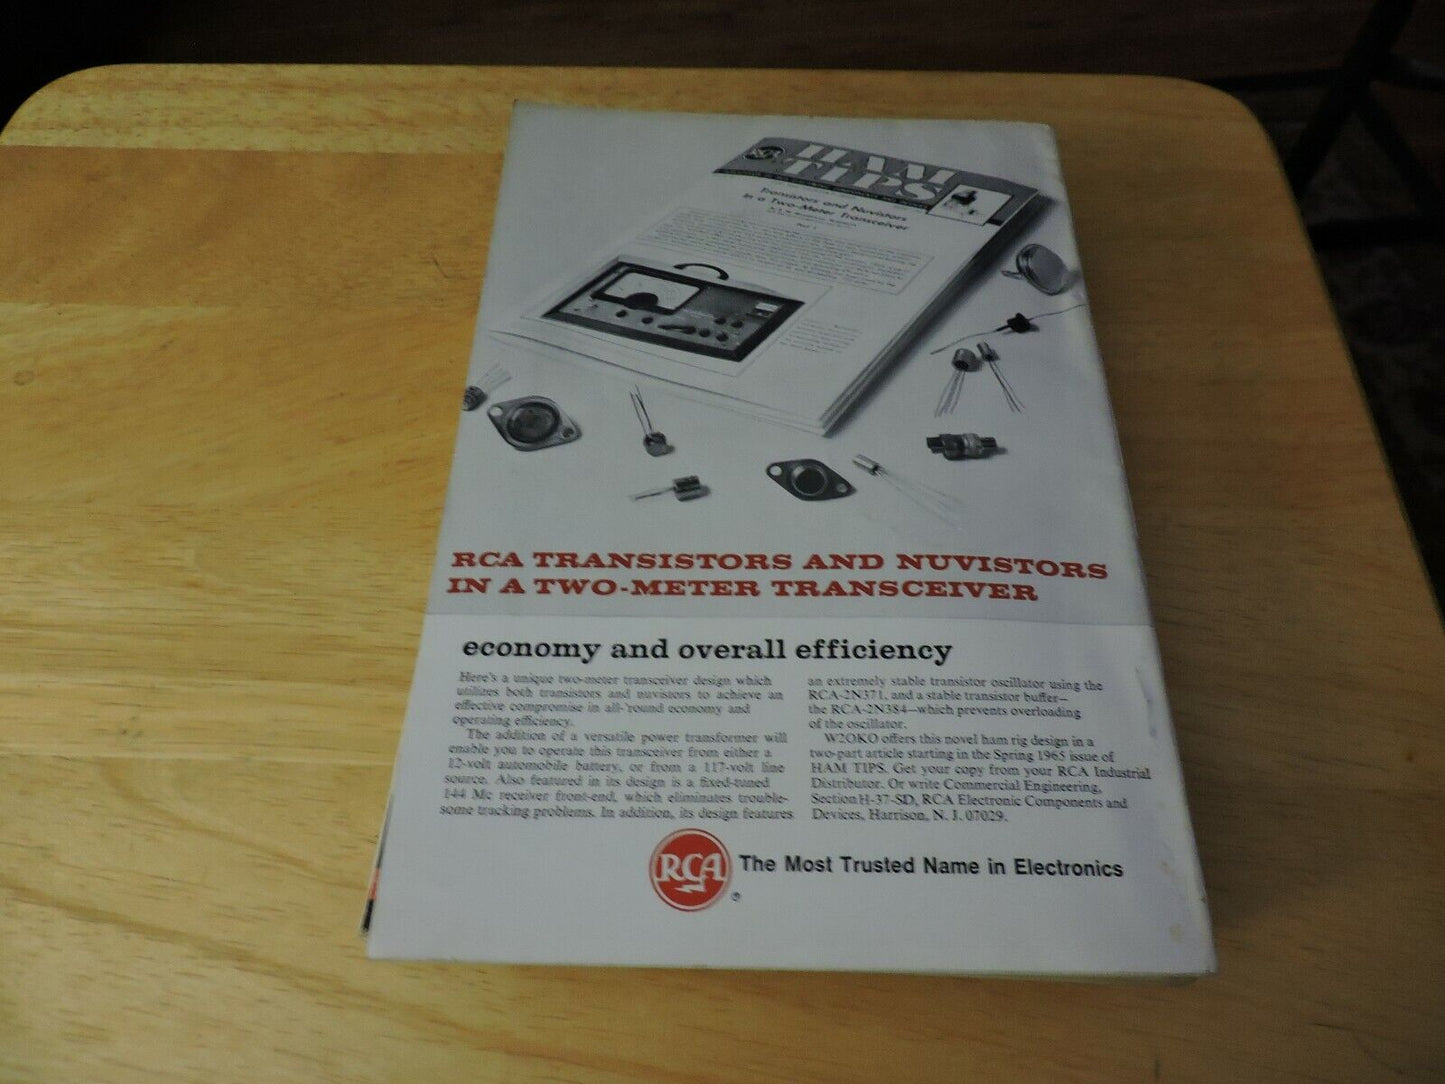 HAM
TIPS
Transistors and Nuvistors
in a Two-Meter Transceiver
RCA TRANSISTORS AND NUVISTORS
IN A TWO-METER TRANSCEIVER
economy and overall efficiency
Here's a unique two-meter transceiver design which
utilizes both transistors and nuvistors to achieve an
effective compromise in all-'round economy and
operating efficiency.
The addition of a versatile power transformer will
enable you to operate this transceiver from either a
12-volt automobile battery, or from a 117-volt line
source. Also featured in its design is a fixed-tuned
144 Mc receiver front-end, which eliminates trouble-
some tracking problems. In addition, its design features
an extremely stable transistor oscillator using the
RCA-2N371, and a stable transistor buffer—
the RCA-2N384—which prevents overloading
of the oscillator.
W2OKO offers this novel ham rig design in a
two-part article starting in the Spring 1965 issue of
HAM TIPS. Get your copy from your RCA Industrial
Distributor. Or write Commercial Engineering,
Section H-37-SD, RCA Electronic Components and
Devices, Harrison, N. J. 07029.
RCA ® The Most Trusted Name in Electronics